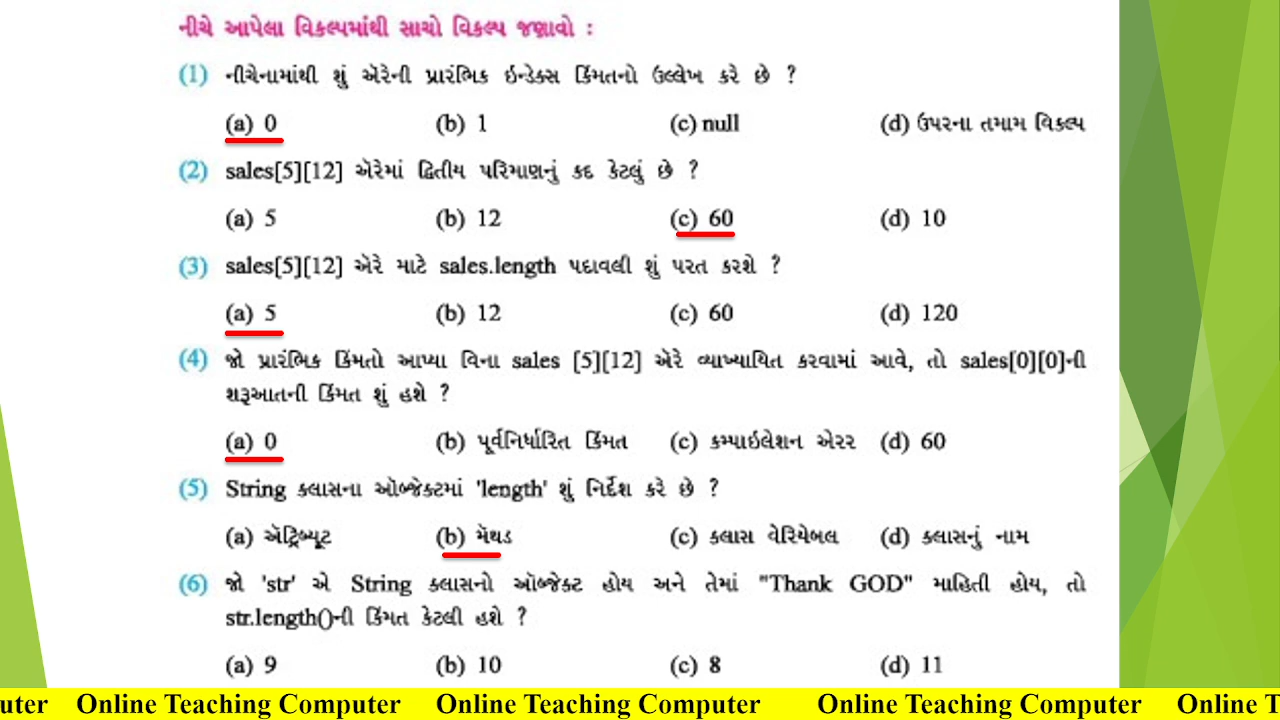 નીચે આપેલા વિકલ્પમાંથી સાચો વિકલ્પ જણાવો :
(1) નીચેનામાંથી શું ઍરેની પ્રારંભિક ઇન્ડેક્સ કિંમતનો ઉલ્લેખ કરે છે ?
(a) 0 (b) 1 (c) null (d) ઉપરના તમામ વિકલ્પ
(2) sales[5][12] ઍરેમાં દ્વિતીય પરિમાણનું કદ કેટલું છે ?
(a) 5 (b) 12 (c) 60 (d) 10
(3) sales[5][12] ઍરે માટે sales.length પદાવલી શું પરત કરશે ?
(a) 5 (b) 12 (c) 60 (d) 120
(4) જો પ્રારંભિક કિંમતો આપ્યા વિના sales [5][12] ઍરે વ્યાખ્યાયિત કરવામાં આવે, તો sales[0][0]ની
શરૂઆતની કિંમત શું હશે ?
(a) 0 (b) પૂર્વનિર્ધારિત કિંમત (c) કમ્પાઇલેશન એરર (d) 60
(5) String ક્લાસના ઑબ્જેક્ટમાં 'length' શું નિર્દેશ કરે છે ?
(a) ઍટ્રિબ્યૂટ (b) મૅથડ (c) ક્લાસ વેરિયેબલ (d) ક્લાસનું નામ
(6) જો 'str' એ String ક્લાસનો ઑબ્જેક્ટ હોય અને તેમાં "Thank GOD" માહિતી હોય, તો
str.length()ની કિંમત કેટલી હશે ?
(a) 9 (b) 10 (c) 8 (d) 11
uter Online Teaching Computer Online Teaching Computer Online Teaching Computer Online T